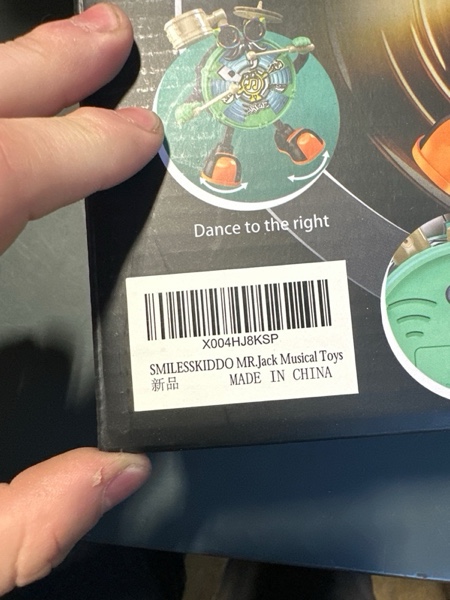 Dance to the right
X004HJ8KSP
SMILESSKIDDO MR.Jack Musical Toys
新品 MADE IN CHINA